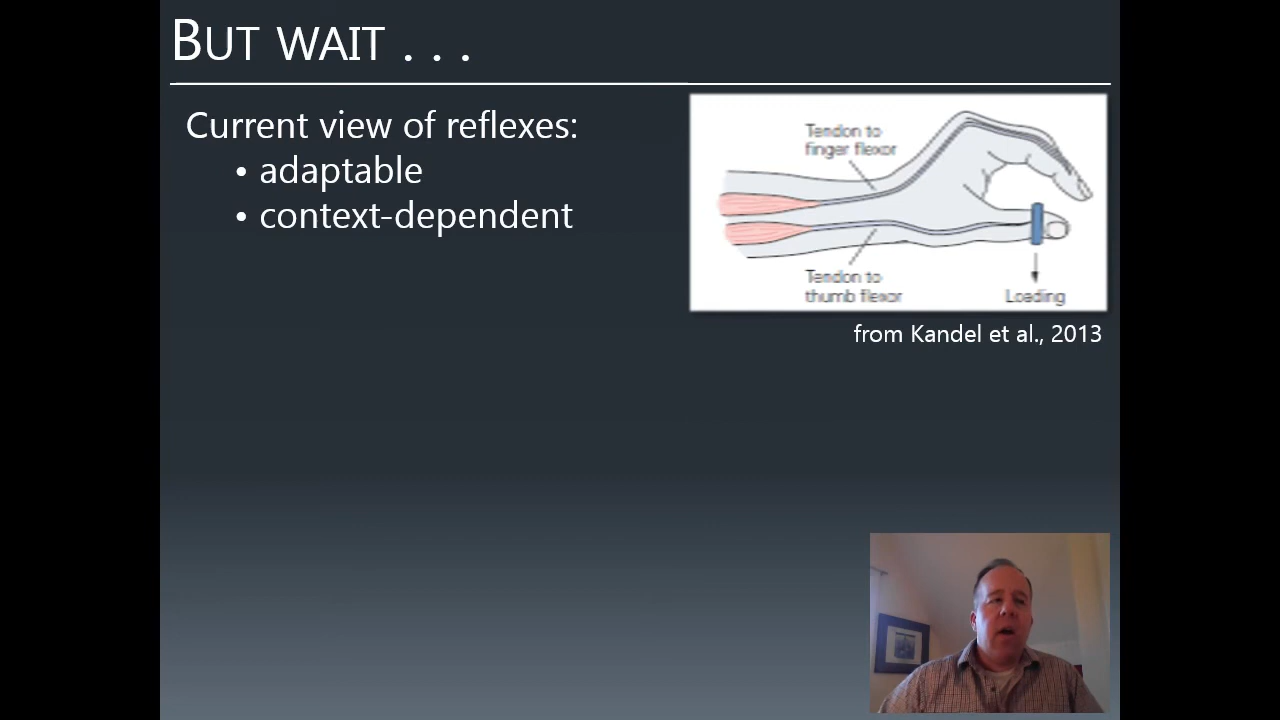 BUT WAIT . . .
Current view of reflexes:
• adaptable
• context-dependent
Tendon to
finger flexor
Tendon to
thumb flexor
Loading
from Kandel et al., 2013